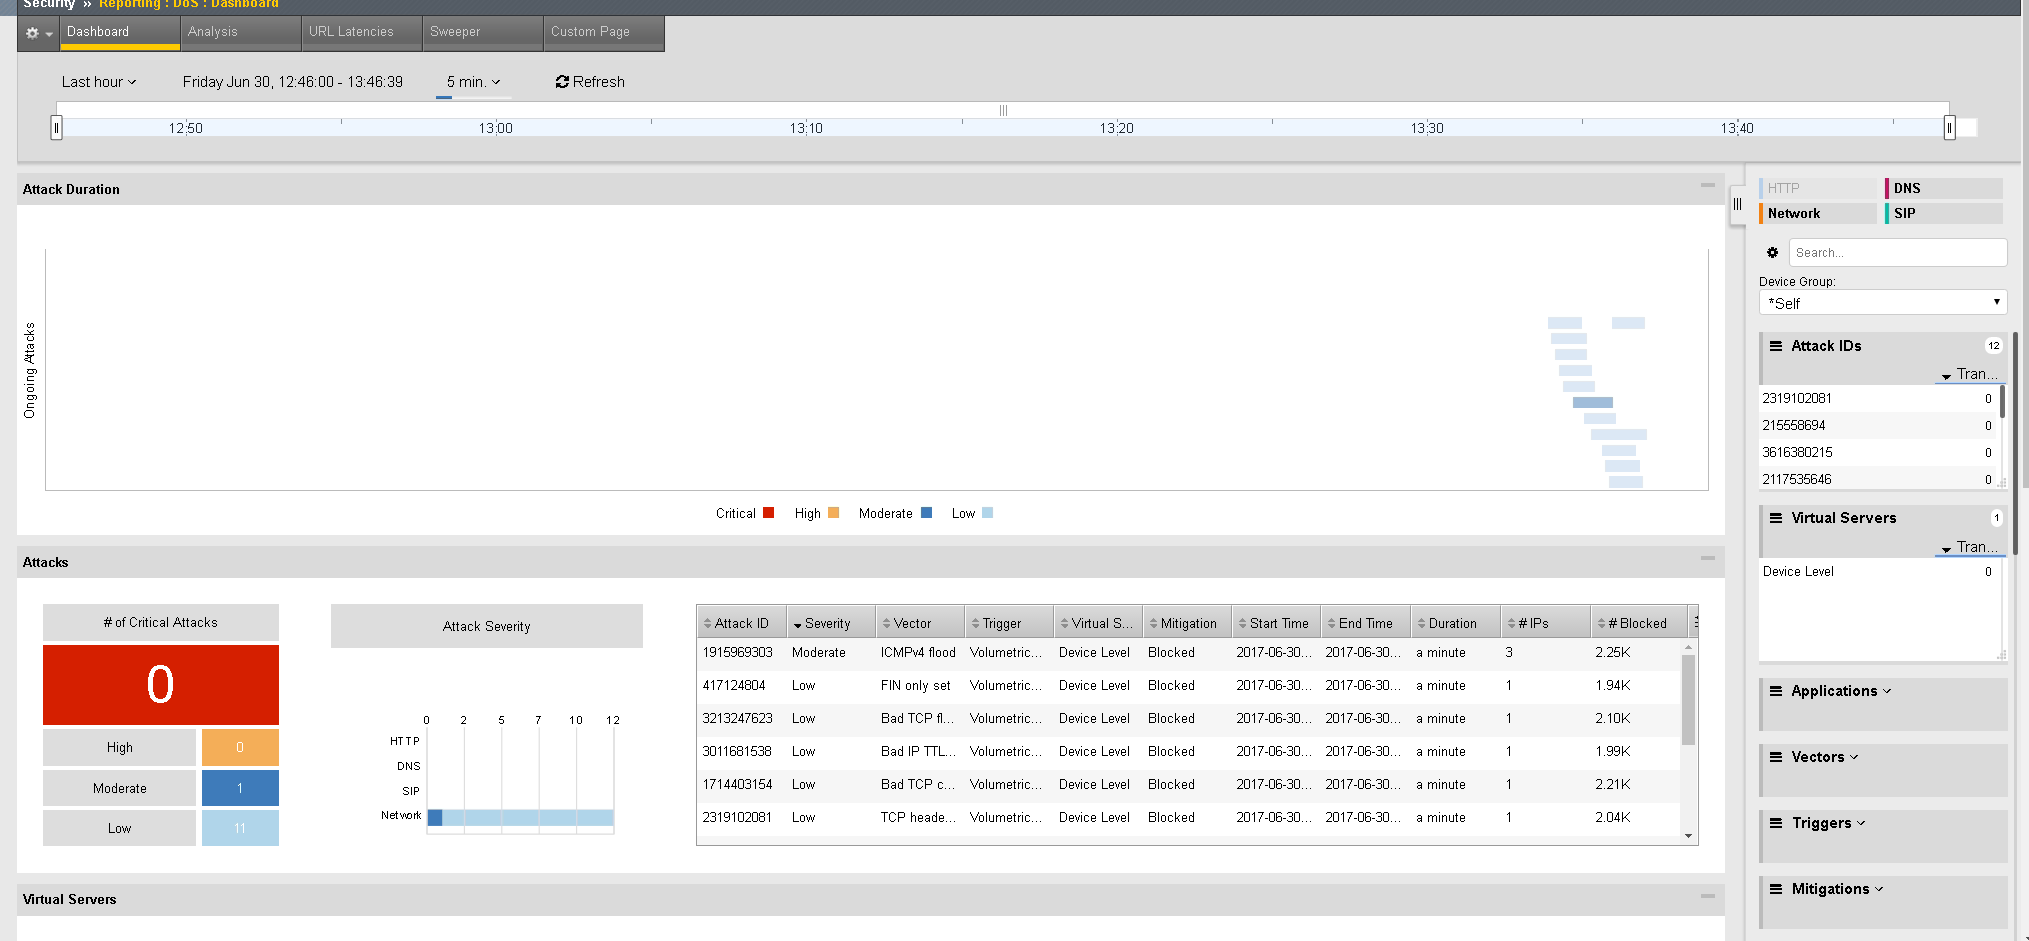 Security » Reporting : DoS : Dashboard
Dashboard Analysis URL Latencies Sweeper Custom Page
Last hour Friday Jun 30, 12:46:00 - 13:46:39 5 min. Refresh
12:50 13:00 13:10 13:20 13:30 13:40
Attack Duration
Ongoing Attacks
Critical High Moderate Low
Attacks
# of Critical Attacks
0
High 0
Moderate 1
Low 11
Attack Severity
0 2 5 7 10 12
HTTP
DNS
SIP
Network
Attack ID Severity Vector Trigger Virtual S... Mitigation Start Time End Time Duration # IPs # Blocked
1915969303 Moderate ICMPv4 flood Volumetric... Device Level Blocked 2017-06-30... 2017-06-30... a minute 3 2.25K
417124804 Low FIN only set Volumetric... Device Level Blocked 2017-06-30... 2017-06-30... a minute 1 1.94K
3213247623 Low Bad TCP fl... Volumetric... Device Level Blocked 2017-06-30... 2017-06-30... a minute 1 2.10K
3011681538 Low Bad IP TTL... Volumetric... Device Level Blocked 2017-06-30... 2017-06-30... a minute 1 1.99K
1714403154 Low Bad TCP c... Volumetric... Device Level Blocked 2017-06-30... 2017-06-30... a minute 1 2.21K
2319102081 Low TCP heade... Volumetric... Device Level Blocked 2017-06-30... 2017-06-30... a minute 1 2.04K
Virtual Servers
HTTP DNS
Network SIP
Search...
Device Group:
*Self
Attack IDs 12
Tran...
2319102081 0
215558694 0
3616380215 0
2117535646 0
Virtual Servers 1
Tran...
Device Level 0
Applications
Vectors
Triggers
Mitigations